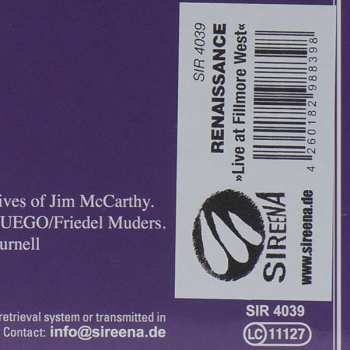 SIR 4039
RENAISSANCE
»Live at Fillmore West«
4 260182 988398
SIREENA
www.sireena.de
ives of Jim McCarthy.
UEGO/Friedel Muders.
urnell
retrieval system or transmitted in
Contact: info@sireena.de
SIR 4039
LC 11127